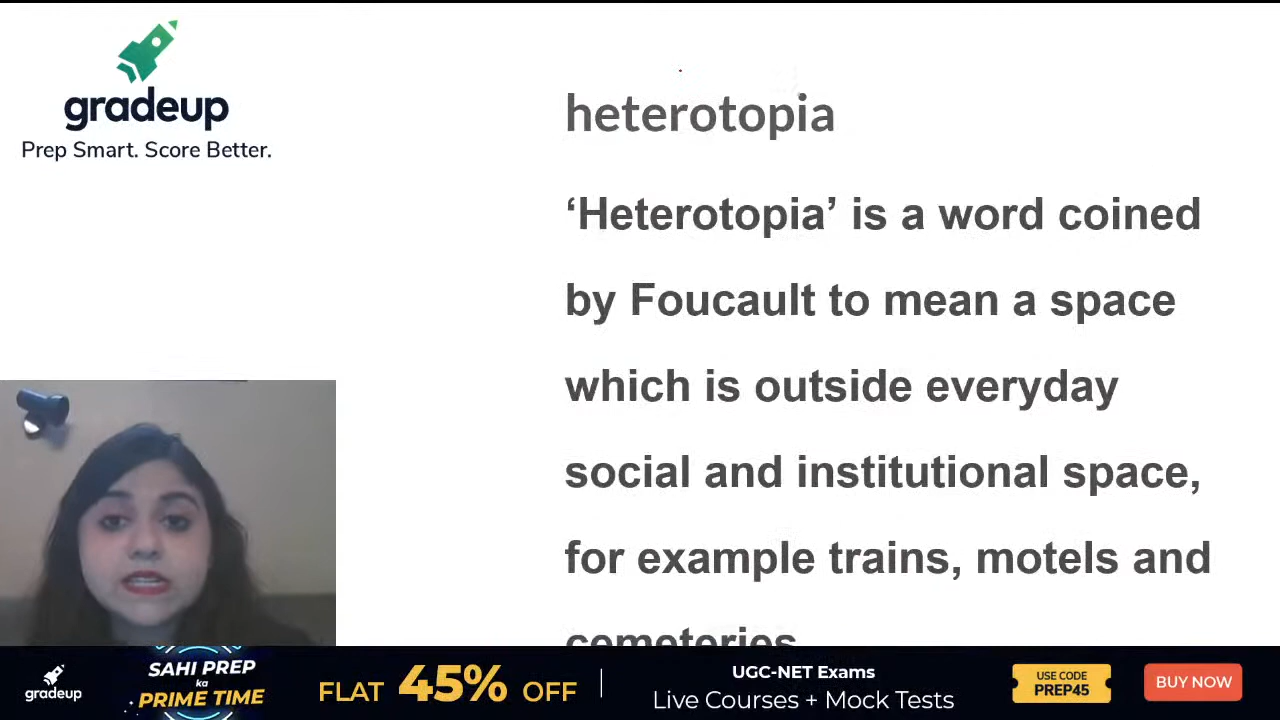 gradeup
Prep Smart. Score Better.
heterotopia
‘Heterotopia’ is a word coined
by Foucault to mean a space
which is outside everyday
social and institutional space,
for example trains, motels and
cemeteries
gradeup
SAHI PREP
ka
PRIME TIME
FLAT 45% OFF
UGC-NET Exams
Live Courses + Mock Tests
USE CODE
PREP45
BUY NOW